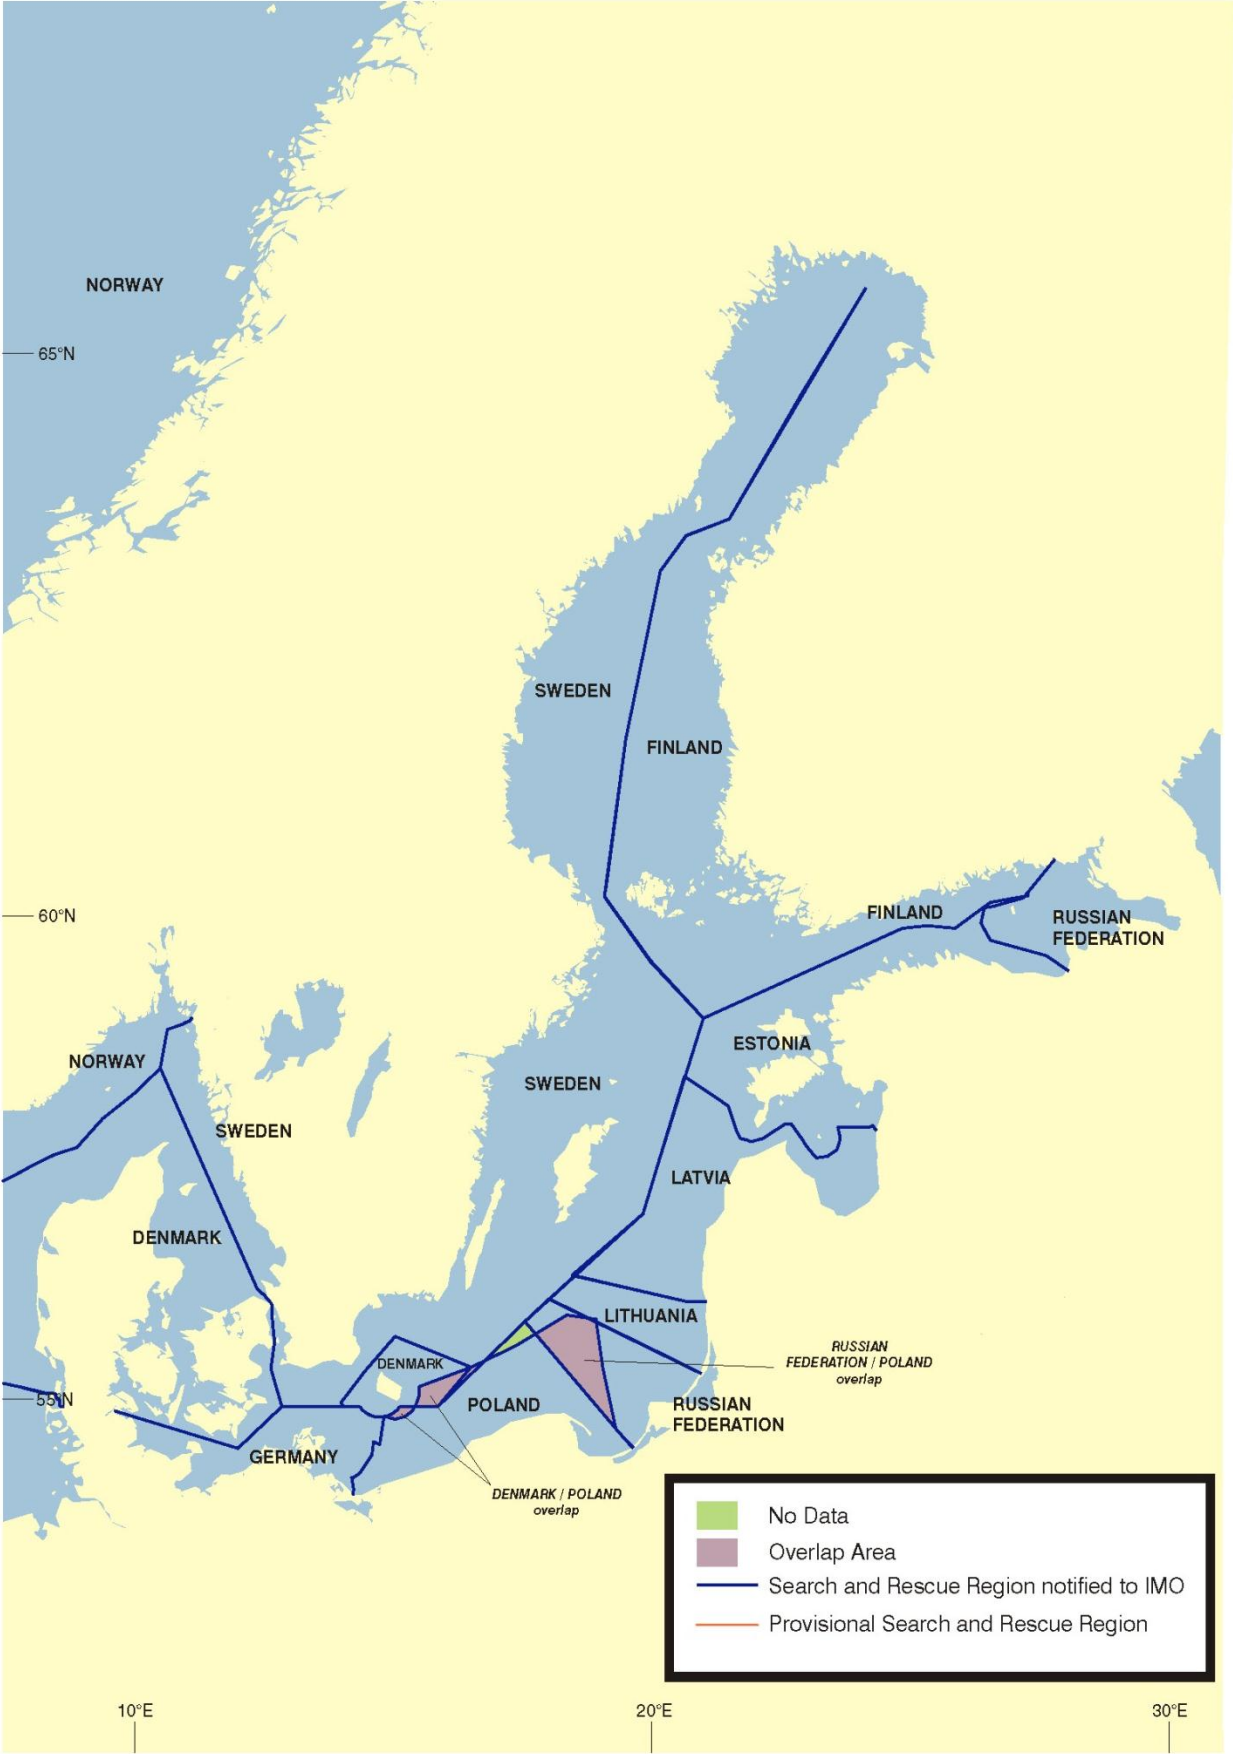 NORWAY
65°N
SWEDEN
FINLAND
60°N
FINLAND
RUSSIAN
FEDERATION
ESTONIA
NORWAY
SWEDEN
SWEDEN
LATVIA
DENMARK
LITHUANIA
RUSSIAN
FEDERATION / POLAND
overlap
DENMARK
55°N
POLAND
RUSSIAN
FEDERATION
GERMANY
DENMARK / POLAND
overlap
No Data
Overlap Area
Search and Rescue Region notified to IMO
Provisional Search and Rescue Region
10°E
20°E
30°E